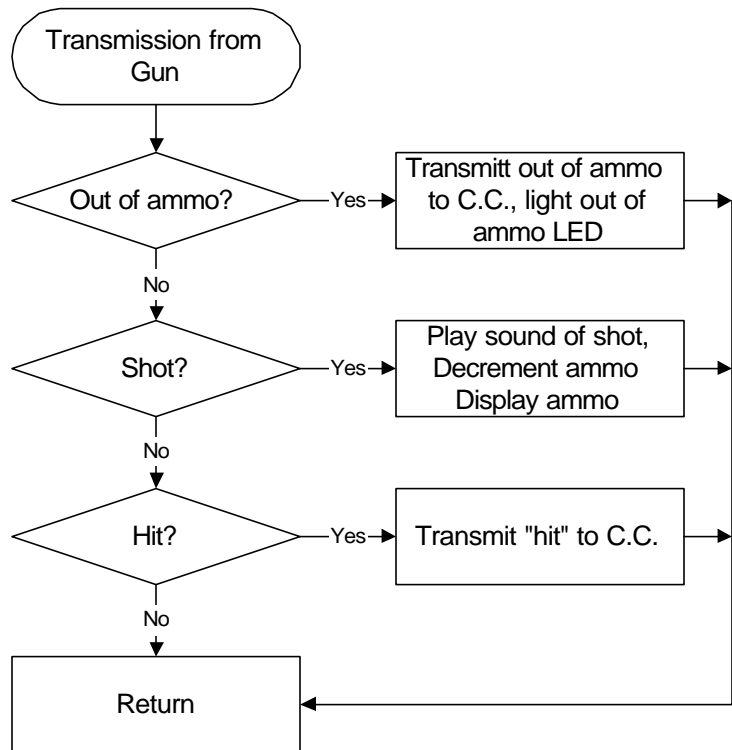 Transmission from
Gun
Out of ammo?
Yes
Transmitt out of ammo
to C.C., light out of
ammo LED
No
Shot?
Yes
Play sound of shot,
Decrement ammo
Display ammo
No
Hit?
Yes
Transmit "hit" to C.C.
No
Return